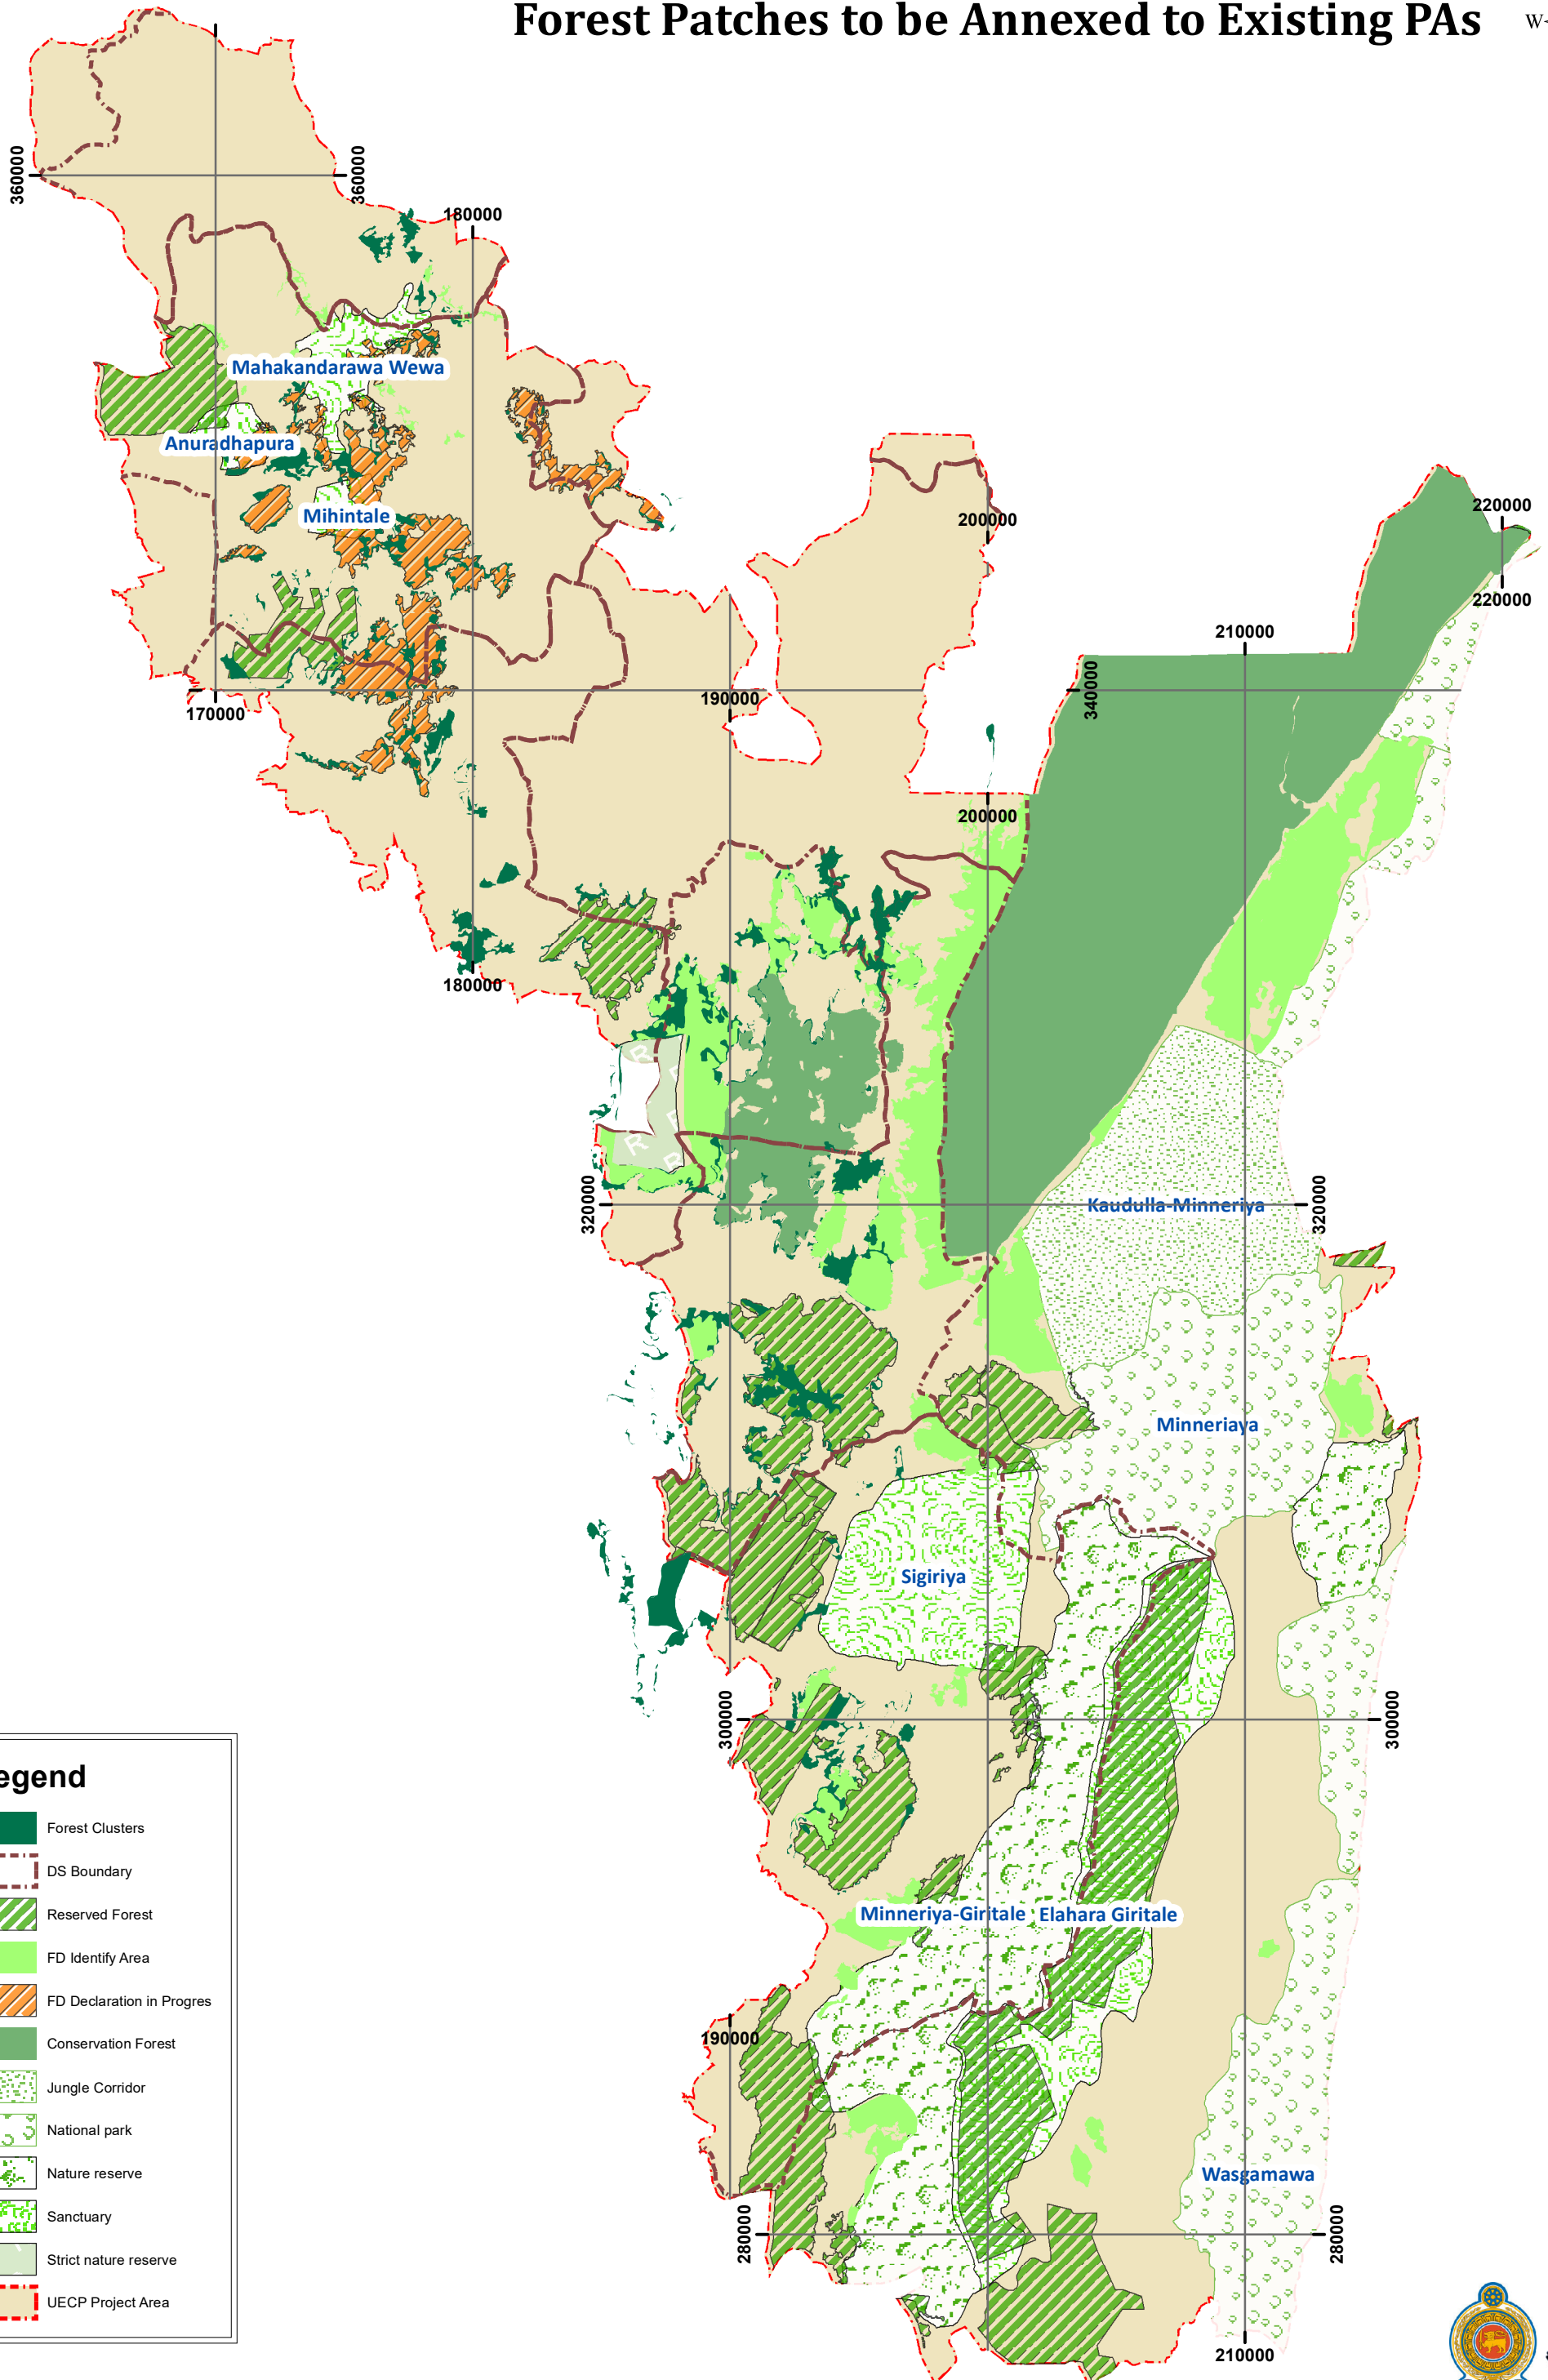 Forest Patches to be Annexed to Existing PAs
W
360000
360000
180000
Mahakandarawa Wewa
Anuradhapura
Mihintale
200000
220000
220000
210000
170000
190000
340000
200000
180000
320000
Kaudulla-Minneriya
320000
Minneriaya
Sigiriya
300000
300000
Minneriya-Giritale
Elahara Giritale
190000
Wasgamawa
280000
280000
210000
egend
Forest Clusters
DS Boundary
Reserved Forest
FD Identify Area
FD Declaration in Progres
Conservation Forest
Jungle Corridor
National park
Nature reserve
Sanctuary
Strict nature reserve
UECP Project Area